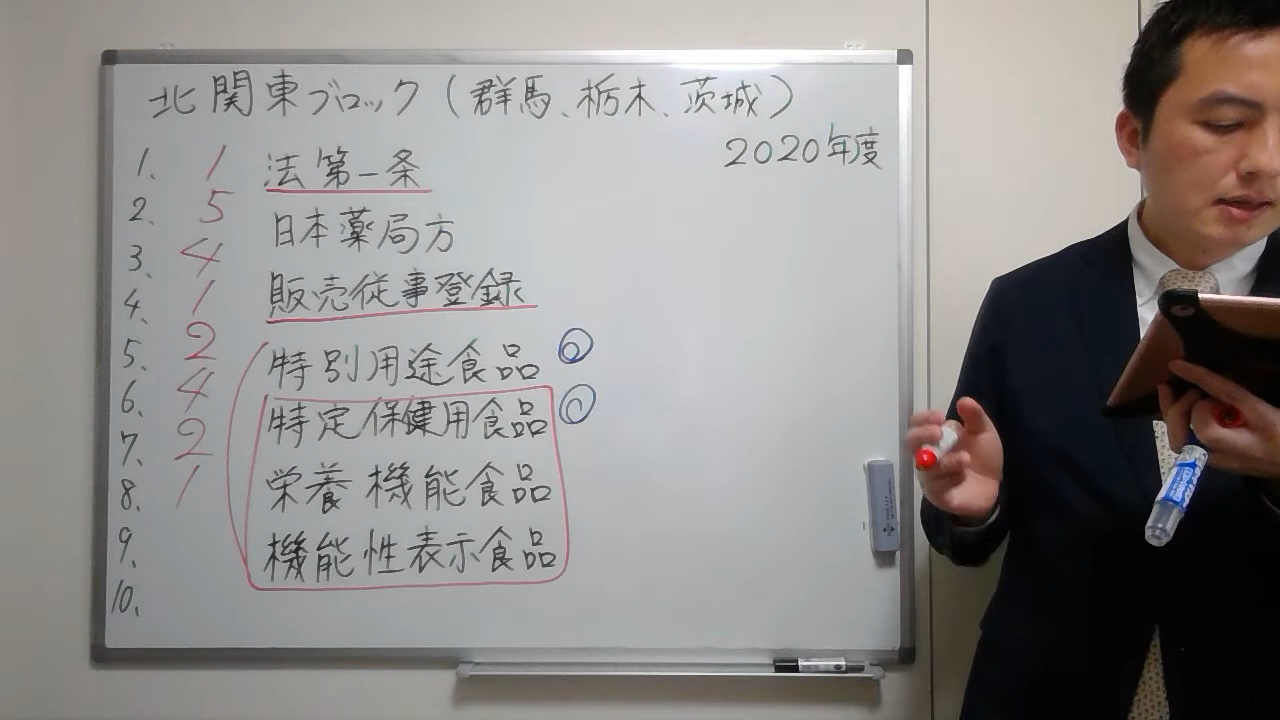 北関東ブロック（群馬、栃木、茨城）
2020年度
1. 1 法第一条
2. 5 日本薬局方
3. 4 販売従事登録
4. 1
5. 2 特別用途食品 ◎
6. 4 特定保健用食品 ◎
7. 2 栄養機能食品
8. 1
9. 機能性表示食品
10.